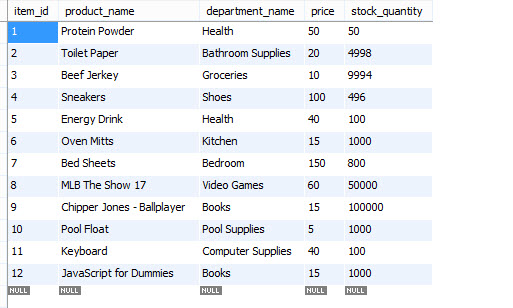 item_id product_name department_name price stock_quantity
1 Protein Powder Health 50 50
2 Toilet Paper Bathroom Supplies 20 4998
3 Beef Jerkey Groceries 10 9994
4 Sneakers Shoes 100 496
5 Energy Drink Health 40 100
6 Oven Mitts Kitchen 15 1000
7 Bed Sheets Bedroom 150 800
8 MLB The Show 17 Video Games 60 50000
9 Chipper Jones - Ballplayer Books 15 100000
10 Pool Float Pool Supplies 5 1000
11 Keyboard Computer Supplies 40 100
12 JavaScript for Dummies Books 15 1000
NULL NULL NULL NULL NULL